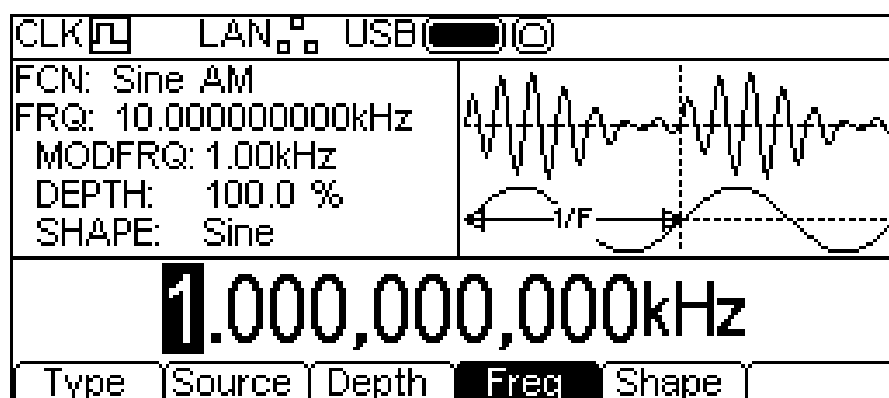 CLK LAN USB
FCN: Sine AM
FRQ: 10.000000000kHz
MODFRQ: 1.00kHz
DEPTH: 100.0 %
SHAPE: Sine
1/F
1.000,000,000kHz
Type Source Depth Freq Shape